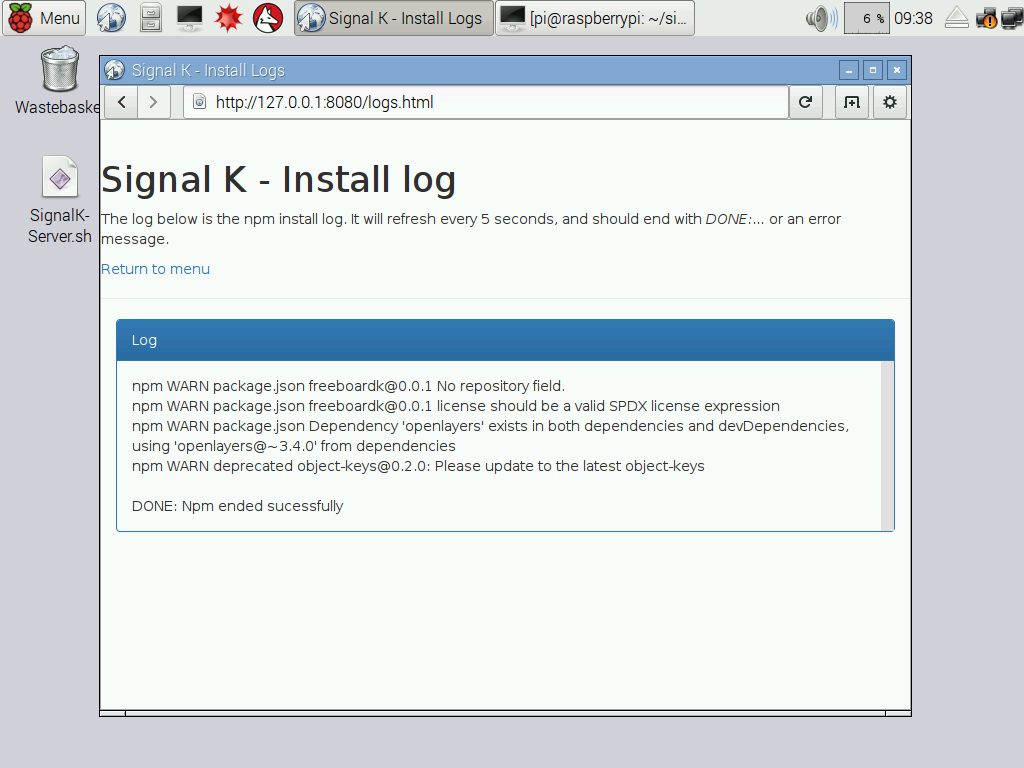 Menu
Signal K - Install Logs
[pi@raspberrypi: ~/si...
6 %
09:38
Wastebaske
SignalK-
Server.sh
Signal K - Install Logs
http://127.0.0.1:8080/logs.html
Signal K - Install log
The log below is the npm install log. It will refresh every 5 seconds, and should end with DONE:... or an error
message.
Return to menu
Log
npm WARN package.json freeboardk@0.0.1 No repository field.
npm WARN package.json freeboardk@0.0.1 license should be a valid SPDX license expression
npm WARN package.json Dependency 'openlayers' exists in both dependencies and devDependencies,
using 'openlayers@~3.4.0' from dependencies
npm WARN deprecated object-keys@0.2.0: Please update to the latest object-keys
DONE: Npm ended sucessfully